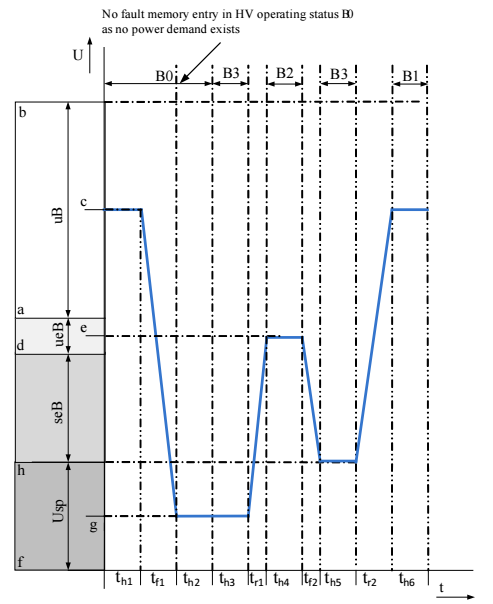 No fault memory entry in HV operating status B0
as no power demand exists
U
B0
B3
B2
B3
B1
b
uB
c
a
ueB
e
d
seB
h
Usp
g
f
th1
tf1
th2
th3
tr1
th4
tf2
th5
tr2
th6
t